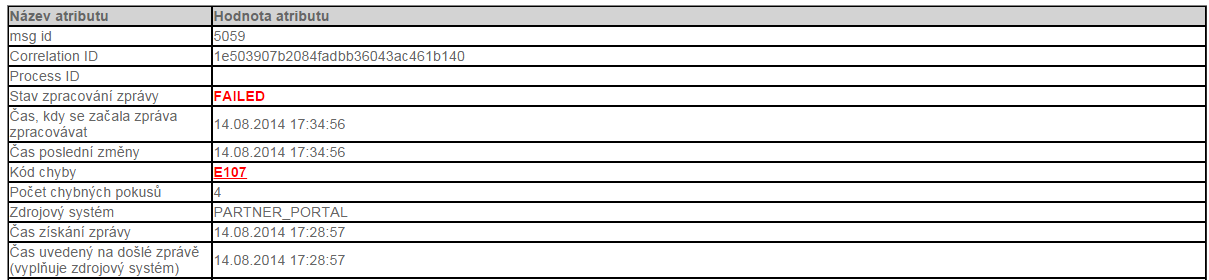 Název atributu Hodnota atributu
msg id 5059
Correlation ID 1e503907b2084fadbb36043ac461b140
Process ID
Stav zpracování zprávy FAILED
Čas, kdy se začala zpráva
zpracovávat 14.08.2014 17:34:56
Čas poslední změny 14.08.2014 17:34:56
Kód chyby E107
Počet chybných pokusů 4
Zdrojový systém PARTNER_PORTAL
Čas získání zprávy 14.08.2014 17:28:57
Čas uvedený na došlé zprávě
(vyplňuje zdrojový systém) 14.08.2014 17:28:57